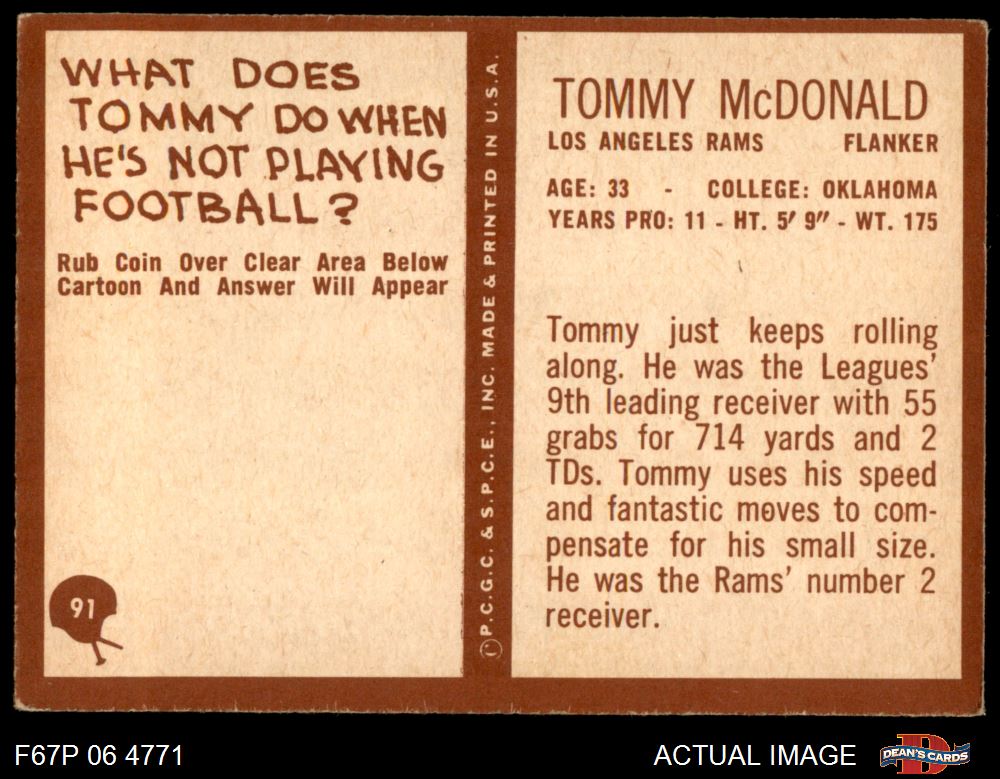 WHAT DOES
TOMMY DO WHEN
HE'S NOT PLAYING
FOOTBALL?
Rub Coin Over Clear Area Below
Cartoon And Answer Will Appear
91
© P.C.G.C. & S.P.C.E., INC. MADE & PRINTED IN U.S.A.
TOMMY McDONALD
LOS ANGELES RAMS FLANKER
AGE: 33 - COLLEGE: OKLAHOMA
YEARS PRO: 11 - HT. 5' 9" - WT. 175
Tommy just keeps rolling
along. He was the Leagues'
9th leading receiver with 55
grabs for 714 yards and 2
TDs. Tommy uses his speed
and fantastic moves to com-
pensate for his small size.
He was the Rams' number 2
receiver.
F67P 06 4771
ACTUAL IMAGE
DEAN'S CARDS